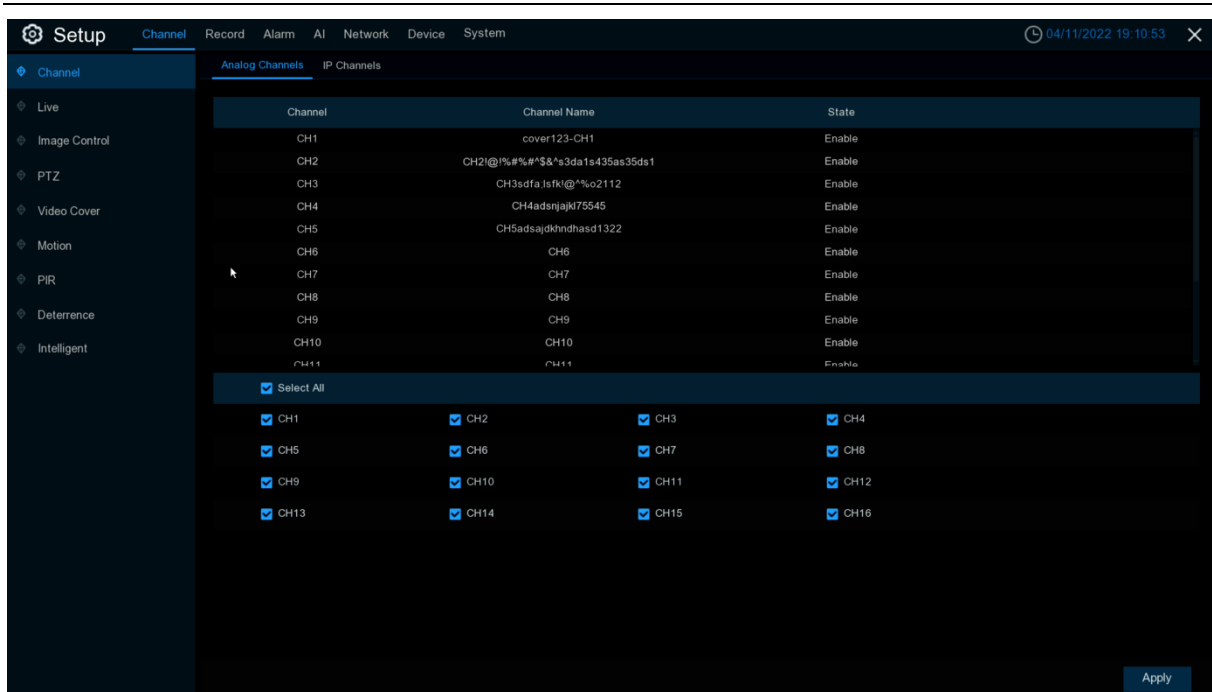 Setup Channel Record Alarm AI Network Device System 04/11/2022 19:10:53
Channel
Live
Image Control
PTZ
Video Cover
Motion
PIR
Deterrence
Intelligent
Analog Channels IP Channels
Channel Channel Name State
CH1 cover123-CH1 Enable
CH2 CH2!@!%#%#^$&^s3da1s435as35ds1 Enable
CH3 CH3sdfa;lsfk!@^%o2112 Enable
CH4 CH4adsnjajkl75545 Enable
CH5 CH5adsajdkhndhasd1322 Enable
CH6 CH6 Enable
CH7 CH7 Enable
CH8 CH8 Enable
CH9 CH9 Enable
CH10 CH10 Enable
CH11 CH11 Enable
Select All
CH1 CH2 CH3 CH4
CH5 CH6 CH7 CH8
CH9 CH10 CH11 CH12
CH13 CH14 CH15 CH16
Apply